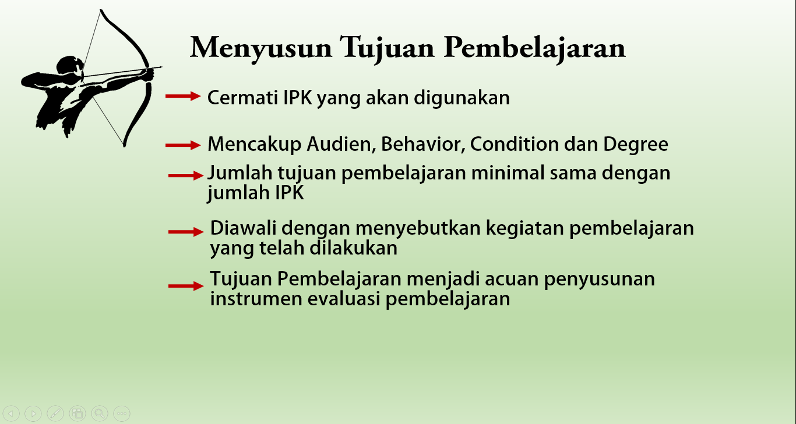 Menyusun Tujuan Pembelajaran
Cermati IPK yang akan digunakan
Mencakup Audien, Behavior, Condition dan Degree
Jumlah tujuan pembelajaran minimal sama dengan
jumlah IPK
Diawali dengan menyebutkan kegiatan pembelajaran
yang telah dilakukan
Tujuan Pembelajaran menjadi acuan penyusunan
instrumen evaluasi pembelajaran